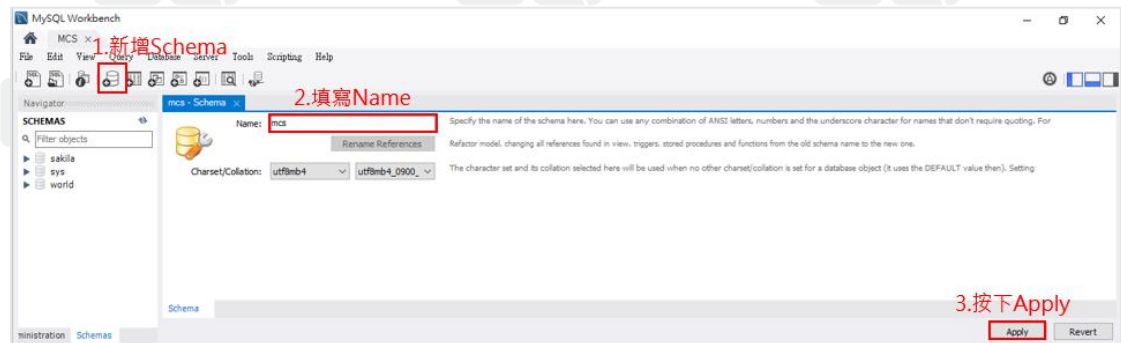 MySQL Workbench
MCS ×
1.新增Schema
File Edit View Query Database Server Tools Scripting Help
Navigator
mcs - Schema ×
2.填寫Name
SCHEMAS
Filter objects
sakila
sys
world
Name: mcs
Specify the name of the schema here. You can use any combination of ANSI letters, numbers and the underscore character for names that don't require quoting. For
Rename References
Refactor model, changing all references found in view, triggers, stored procedures and functions from the old schema name to the new one.
Charset/Collation: utf8mb4 utf8mb4_0900_
The character set and its collation selected here will be used when no other charset/collation is set for a database object (it uses the DEFAULT value then). Setting
Schema
3.按下Apply
ministration Schemas
Apply Revert